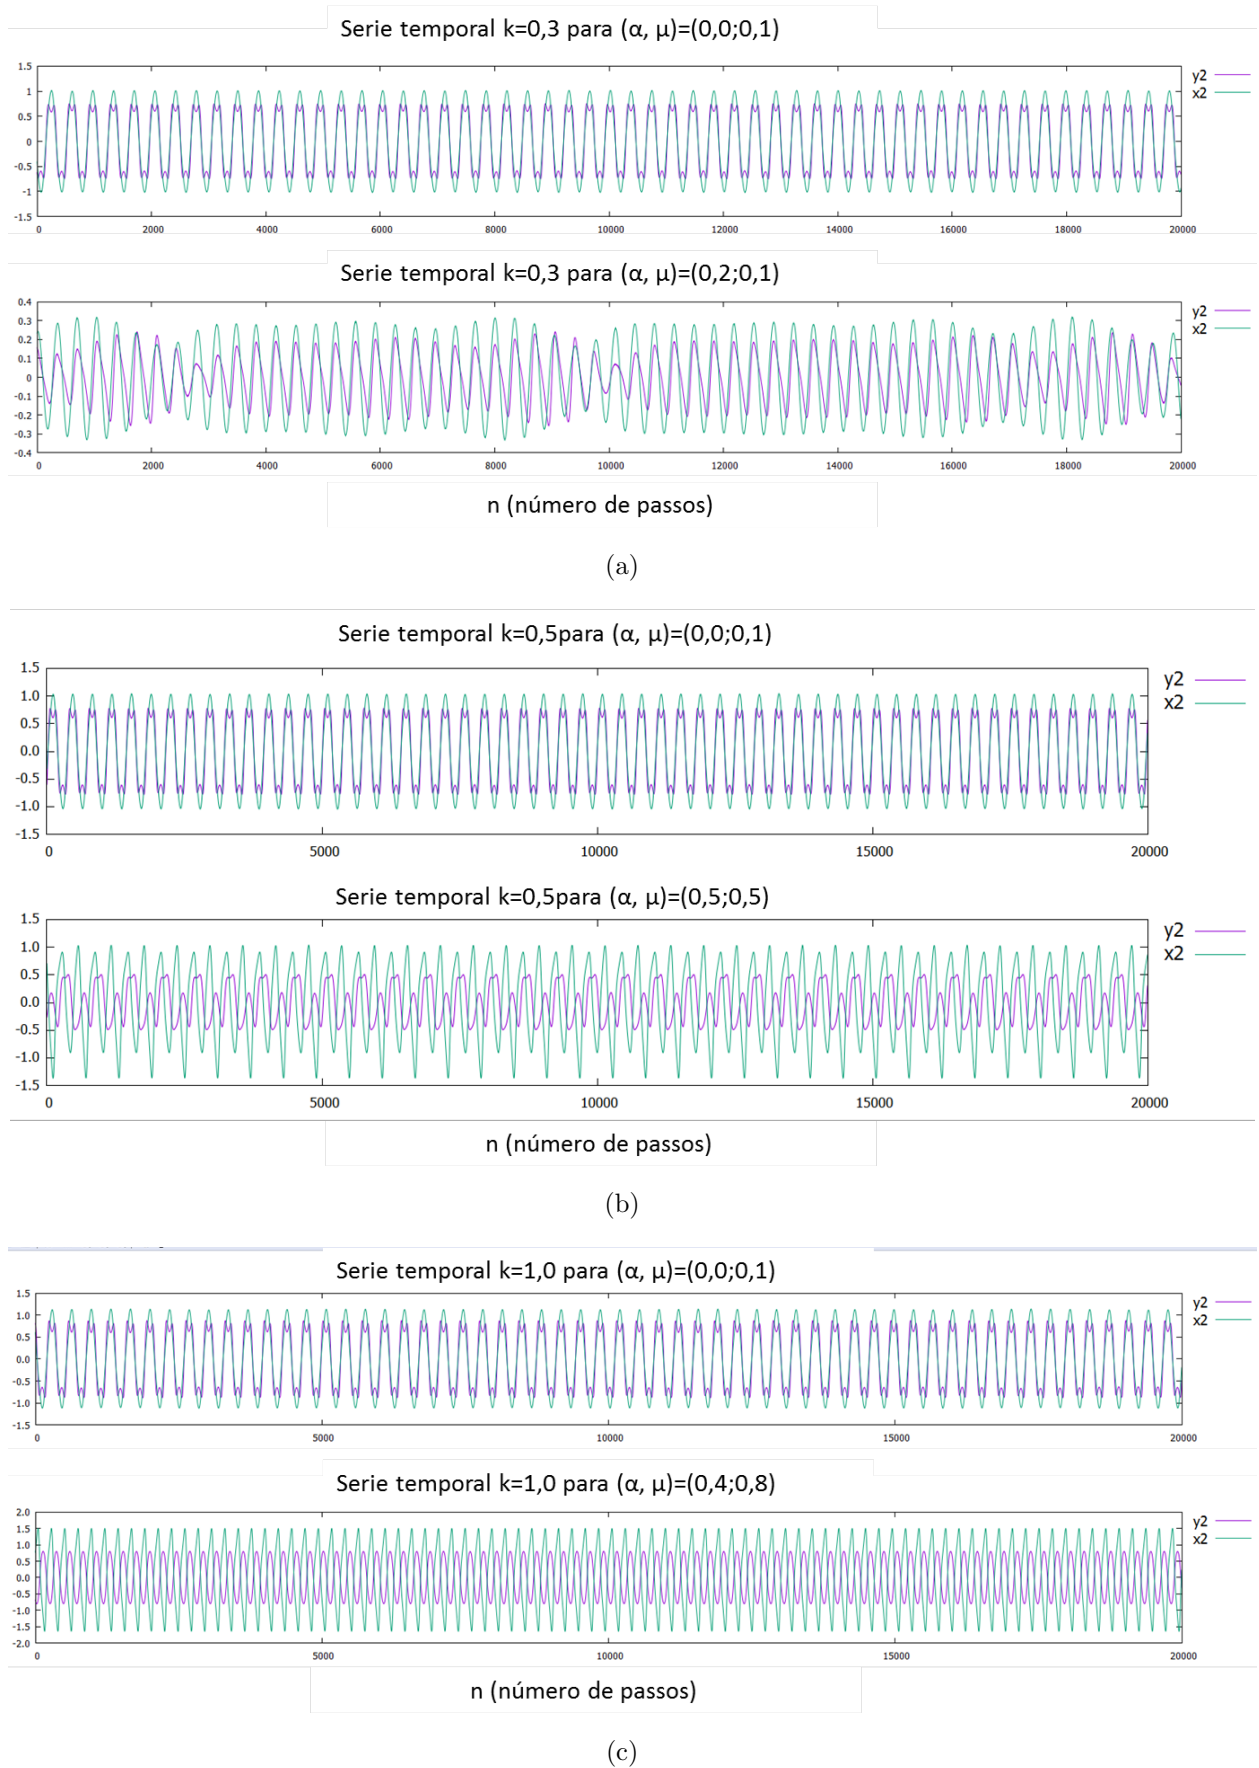 Serie temporal k=0,3 para (α, μ)=(0,0;0,1)
1.5
1
0.5
0
-0.5
-1
-1.5
0 2000 4000 6000 8000 10000 12000 14000 16000 18000 20000
y2
x2
Serie temporal k=0,3 para (α, μ)=(0,2;0,1)
0.4
0.3
0.2
0.1
0
-0.1
-0.2
-0.3
-0.4
0 2000 4000 6000 8000 10000 12000 14000 16000 18000 20000
y2
x2
n (número de passos)
(a)
Serie temporal k=0,5para (α, μ)=(0,0;0,1)
1.5
1.0
0.5
0.0
-0.5
-1.0
-1.5
0 5000 10000 15000 20000
y2
x2
Serie temporal k=0,5para (α, μ)=(0,5;0,5)
1.5
1.0
0.5
0.0
-0.5
-1.0
-1.5
0 5000 10000 15000 20000
y2
x2
n (número de passos)
(b)
Serie temporal k=1,0 para (α, μ)=(0,0;0,1)
1.5
1.0
0.5
0.0
-0.5
-1.0
-1.5
0 5000 10000 15000 20000
y2
x2
Serie temporal k=1,0 para (α, μ)=(0,4;0,8)
2.0
1.5
1.0
0.5
0.0
-0.5
-1.0
-1.5
-2.0
0 5000 10000 15000 20000
y2
x2
n (número de passos)
(c)